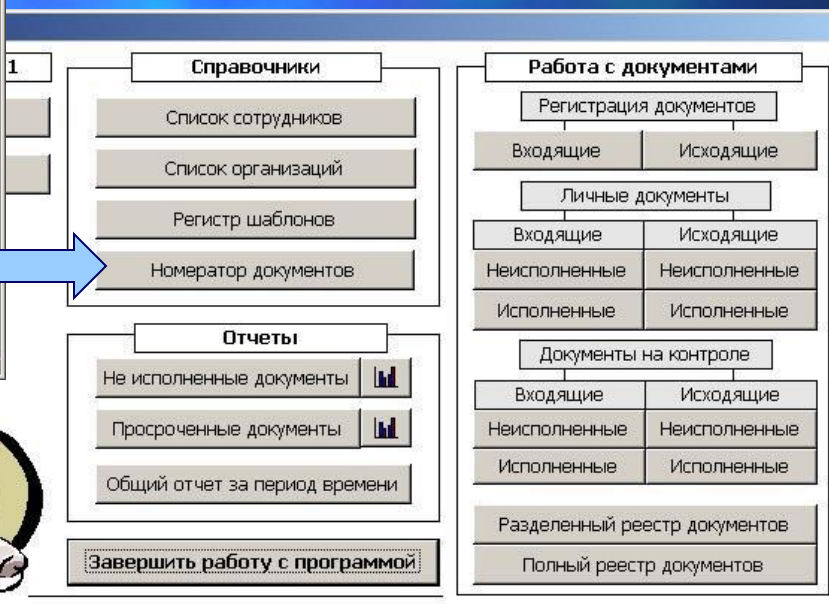 1
Справочники
Список сотрудников
Список организаций
Регистр шаблонов
Номератор документов
Отчеты
Не исполненные документы
Просроченные документы
Общий отчет за период времени
Завершить работу с программой
Работа с документами
Регистрация документов
Входящие Исходящие
Личные документы
Входящие Исходящие
Неисполненные Неисполненные
Исполненные Исполненные
Документы на контроле
Входящие Исходящие
Неисполненные Неисполненные
Исполненные Исполненные
Разделенный реестр документов
Полный реестр документов